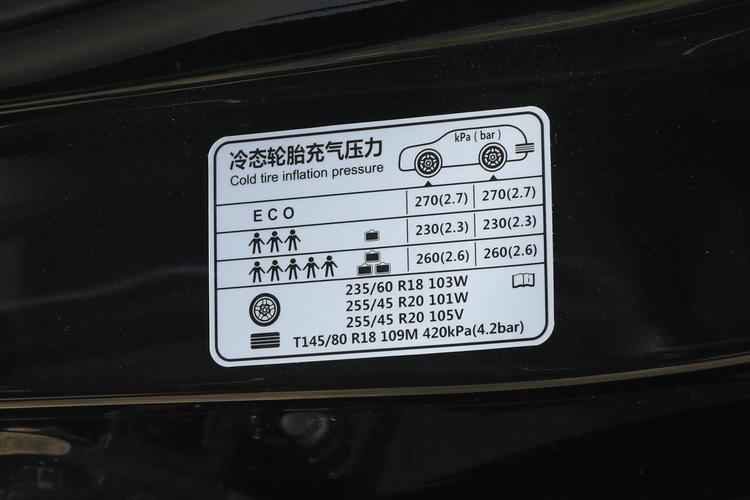 冷态轮胎充气压力
Cold tire inflation pressure
kPa (bar)
ECO 270(2.7) 270(2.7)
230(2.3) 230(2.3)
260(2.6) 260(2.6)
235/60 R18 103W
255/45 R20 101W
255/45 R20 105V
T145/80 R18 109M 420kPa(4.2bar)